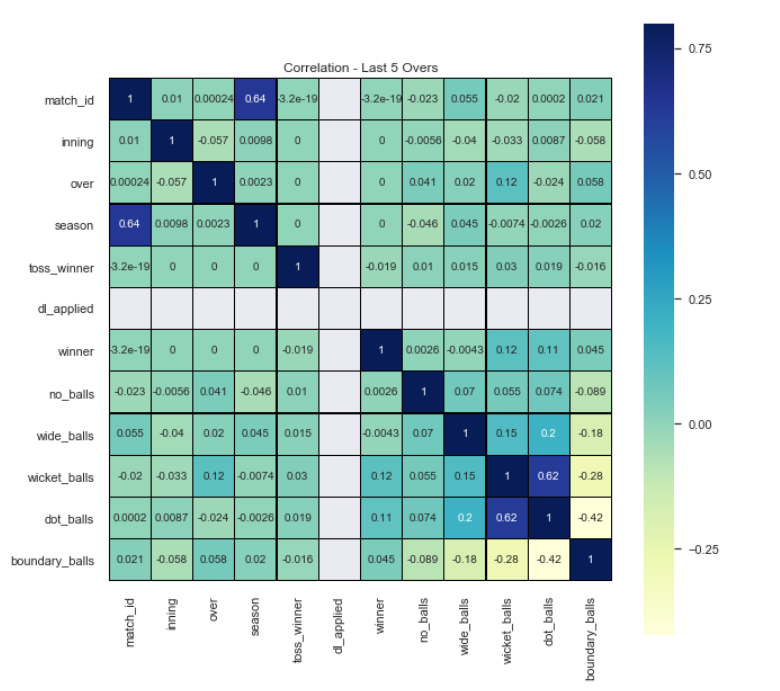 Correlation - Last 5 Overs
match_id 1 0.01 0.00024 0.64 -3.2e-19 -3.2e-19 -0.023 0.055 -0.02 0.0002 0.021
inning 0.01 1 -0.057 0.0098 0 0 -0.0056 -0.04 -0.033 0.0087 -0.058
over 0.00024 -0.057 1 0.0023 0 0 0.041 0.02 0.12 -0.024 0.058
season 0.64 0.0098 0.0023 1 0 0 -0.046 0.045 -0.0074 -0.0026 0.02
toss_winner -3.2e-19 0 0 0 1 -0.019 0.01 0.015 0.03 0.019 -0.016
dl_applied
winner -3.2e-19 0 0 0 -0.019 1 0.0026 -0.0043 0.12 0.11 0.045
no_balls -0.023 -0.0056 0.041 -0.046 0.01 0.0026 1 0.07 0.055 0.074 -0.089
wide_balls 0.055 -0.04 0.02 0.045 0.015 -0.0043 0.07 1 0.15 0.2 -0.18
wicket_balls -0.02 -0.033 0.12 -0.0074 0.03 0.12 0.055 0.15 1 0.62 -0.28
dot_balls 0.0002 0.0087 -0.024 -0.0026 0.019 0.11 0.074 0.2 0.62 1 -0.42
boundary_balls 0.021 -0.058 0.058 0.02 -0.016 0.045 -0.089 -0.18 -0.28 -0.42 1
match_id inning over season toss_winner dl_applied winner no_balls wide_balls wicket_balls dot_balls boundary_balls
0.75
0.50
0.25
0.00
−0.25